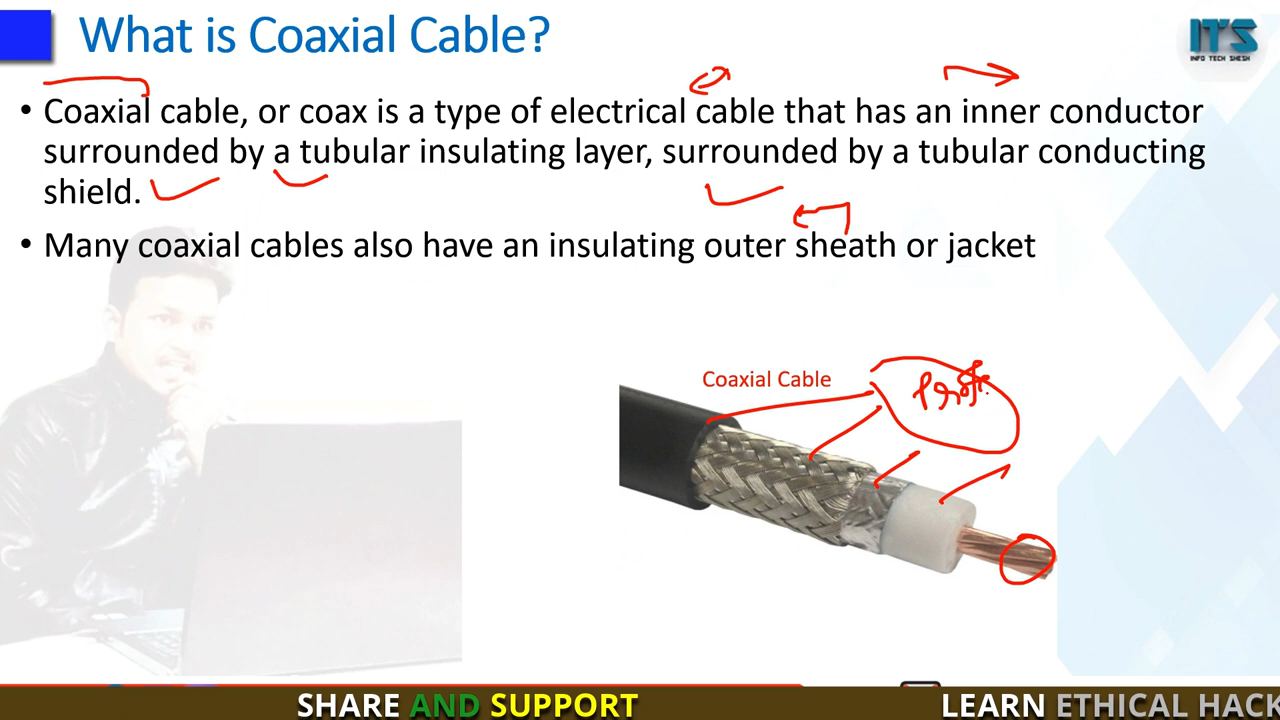 What is Coaxial Cable?
ITS
INFO TECH SHESH
• Coaxial cable, or coax is a type of electrical cable that has an inner conductor
surrounded by a tubular insulating layer, surrounded by a tubular conducting
shield.
• Many coaxial cables also have an insulating outer sheath or jacket
Coaxial Cable
SHARE AND SUPPORT
LEARN ETHICAL HACK